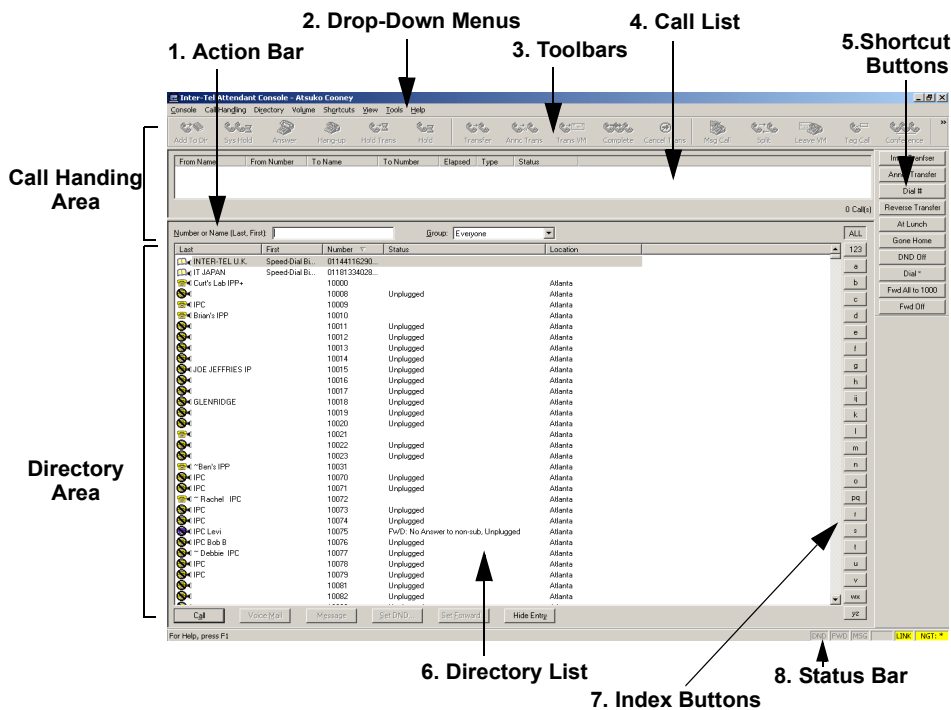 2. Drop-Down Menus
4. Call List
1. Action Bar
3. Toolbars
5.Shortcut
Buttons
Inter-Tel Attendant Console - Atsuko Cooney
Console Call Handling Directory Volume Shortcuts View Tools Help
Add To Dir Sys Hold Answer Hang-up Hold Trans Hold Transfer Annc Trans Trans VM Complete Cancel Trans Msg Call Split Leave VM Tag Call Conference »
Call Handing
Area
From Name From Number To Name To Number Elapsed Type Status
0 Call(s)
Annc Transfer
Dial #
Reverse Transfer
At Lunch
Gone Home
DND Off
Dial *
Fwd All to 1000
Fwd Off
Number or Name (Last, First): Group: Everyone ALL
Last First Number Status Location
INTER-TEL U.K. Speed-Dial Bi... 01144116290...
IT JAPAN Speed-Dial Bi... 01181334028...
Curt's Lab IPP+ 10000 Atlanta
10008 Unplugged Atlanta
IPC 10009 Atlanta
Brian's IPP 10010 Atlanta
10011 Unplugged Atlanta
10012 Unplugged Atlanta
10013 Unplugged Atlanta
10014 Unplugged Atlanta
JOE JEFFRIES IP 10015 Unplugged Atlanta
10016 Unplugged Atlanta
10017 Unplugged Atlanta
GLENRIDGE 10018 Unplugged Atlanta
10019 Unplugged Atlanta
10020 Unplugged Atlanta
10021 Atlanta
10022 Unplugged Atlanta
10023 Unplugged Atlanta
~Ben's IPP 10031 Atlanta
IPC 10070 Unplugged Atlanta
IPC 10071 Unplugged Atlanta
~ Rachel IPC 10072 Atlanta
IPC 10073 Unplugged Atlanta
IPC 10074 Unplugged Atlanta
IPC Levi 10075 FWD: No Answer to non-sub, Unplugged Atlanta
IPC Bob B 10076 Unplugged Atlanta
~ Debbie IPC 10077 Unplugged Atlanta
IPC 10078 Unplugged Atlanta
IPC 10079 Unplugged Atlanta
10081 Unplugged Atlanta
10082 Unplugged Atlanta
Directory
Area
123
a
b
c
d
e
f
g
h
ij
k
l
m
n
o
pq
r
s
t
u
v
wx
yz
Call Voice Mail Message Set DND... Set Forward... Hide Entry
For Help, press F1 DND FWD MSG LINK NGT: *
6. Directory List
7. Index Buttons
8. Status Bar